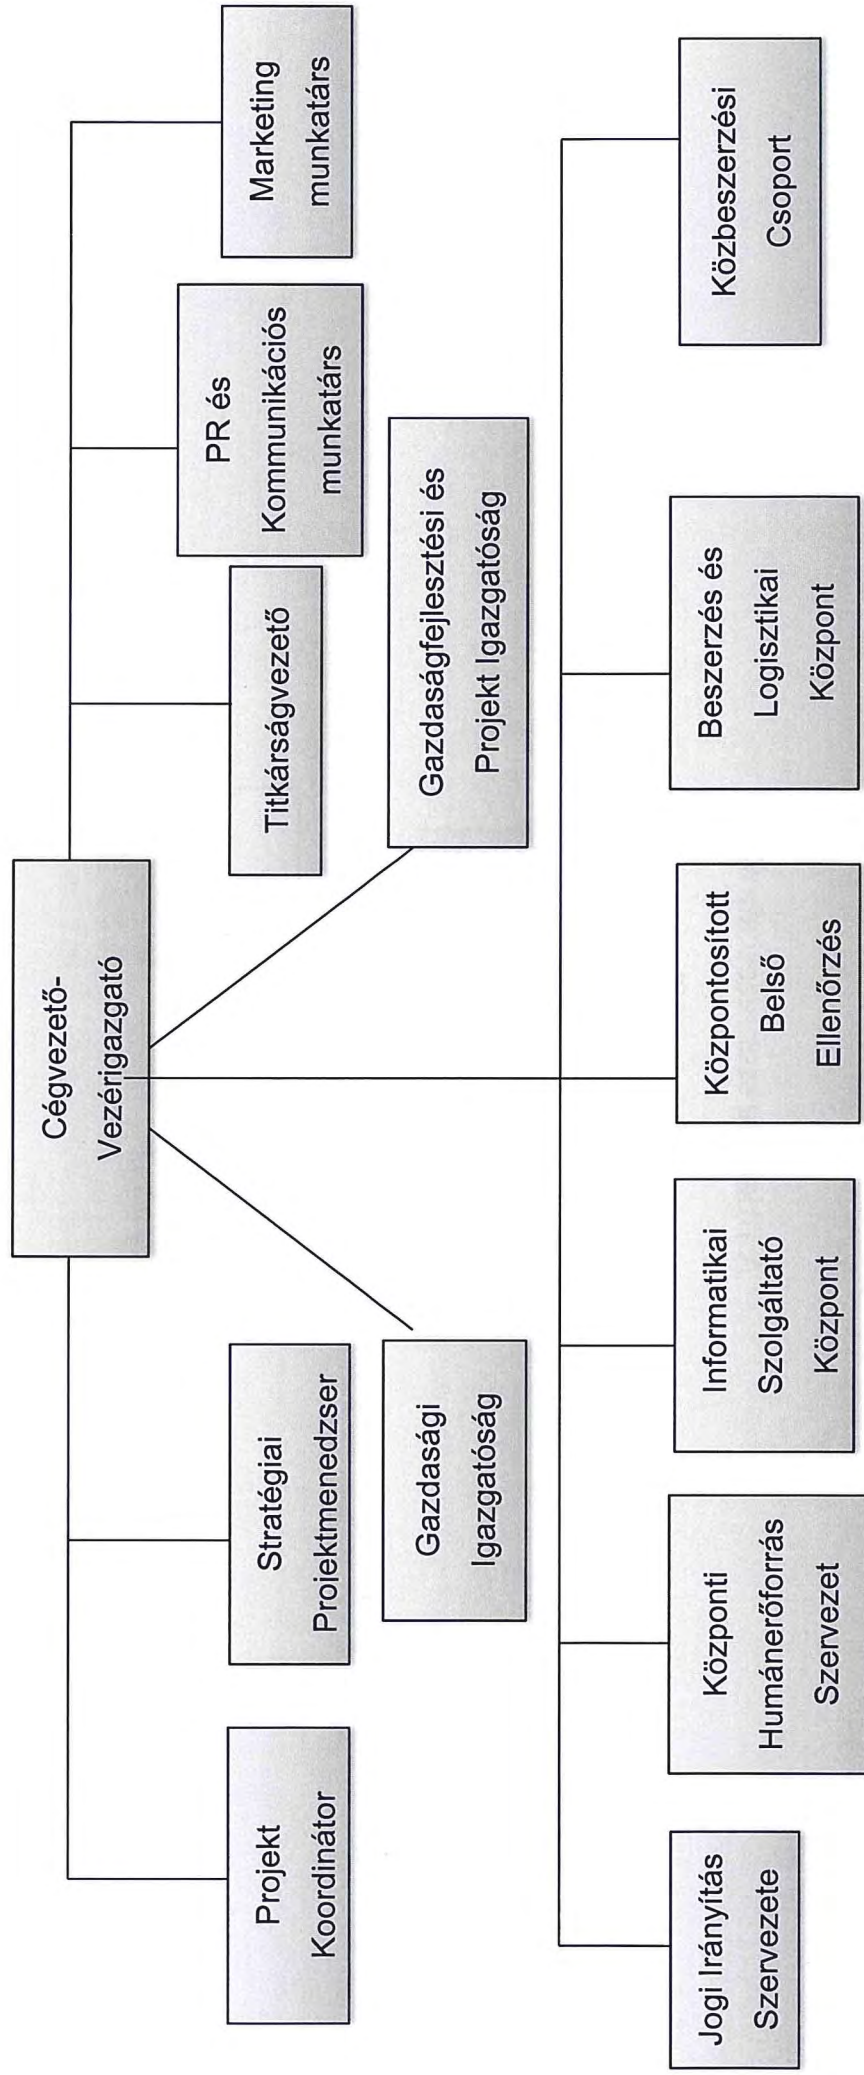 Cégvezető-
Vezérigazgató
Projekt
Koordinátor
Stratégiai
Projektmenedzser
Titkárságvezető
PR és
Kommunikációs
munkatárs
Marketing
munkatárs
Gazdasági
Igazgatóság
Gazdaságfejlesztési és
Projekt Igazgatóság
Jogi Irányítás
Szervezete
Központi
Humánerőforrás
Szervezet
Informatikai
Szolgáltató
Központ
Központosított
Belső
Ellenőrzés
Beszerzés és
Logisztikai
Központ
Közbeszerzési
Csoport